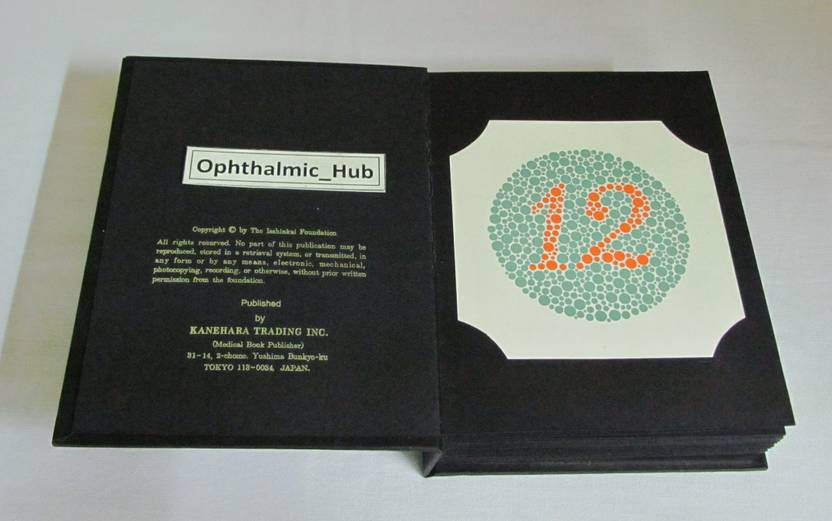 Ophthalmic_Hub
Copyright © by The Isshinkai Foundation
All rights reserved. No part of this publication may be
reproduced, stored in a retrieval system, or transmitted, in
any form or by any means, electronic, mechanical,
photocopying, recording, or otherwise, without prior written
permission from the foundation.
Published
by
KANEHARA TRADING INC.
(Medical Book Publisher)
31-14, 2-chome. Yushima Bunkyo-ku
TOKYO 113-0034, JAPAN.
12